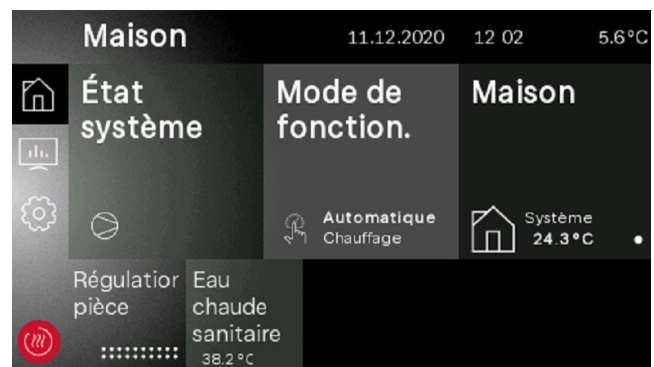 Maison 11.12.2020 12 02 5.6°C
État
système
Mode de
fonction.
Automatique
Chauffage
Maison
Système
24.3°C
Régulation
pièce
Eau
chaude
sanitaire
38.2°C